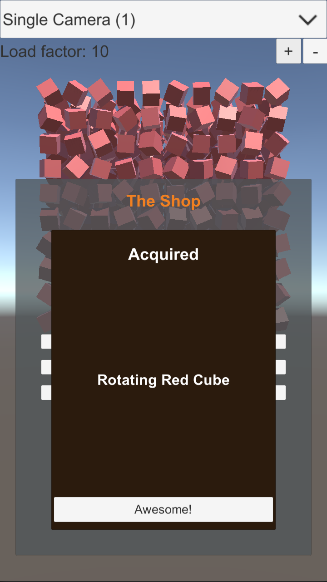 Single Camera (1)
Load factor: 10
+
-
The Shop
Acquired
Rotating Red Cube
Awesome!